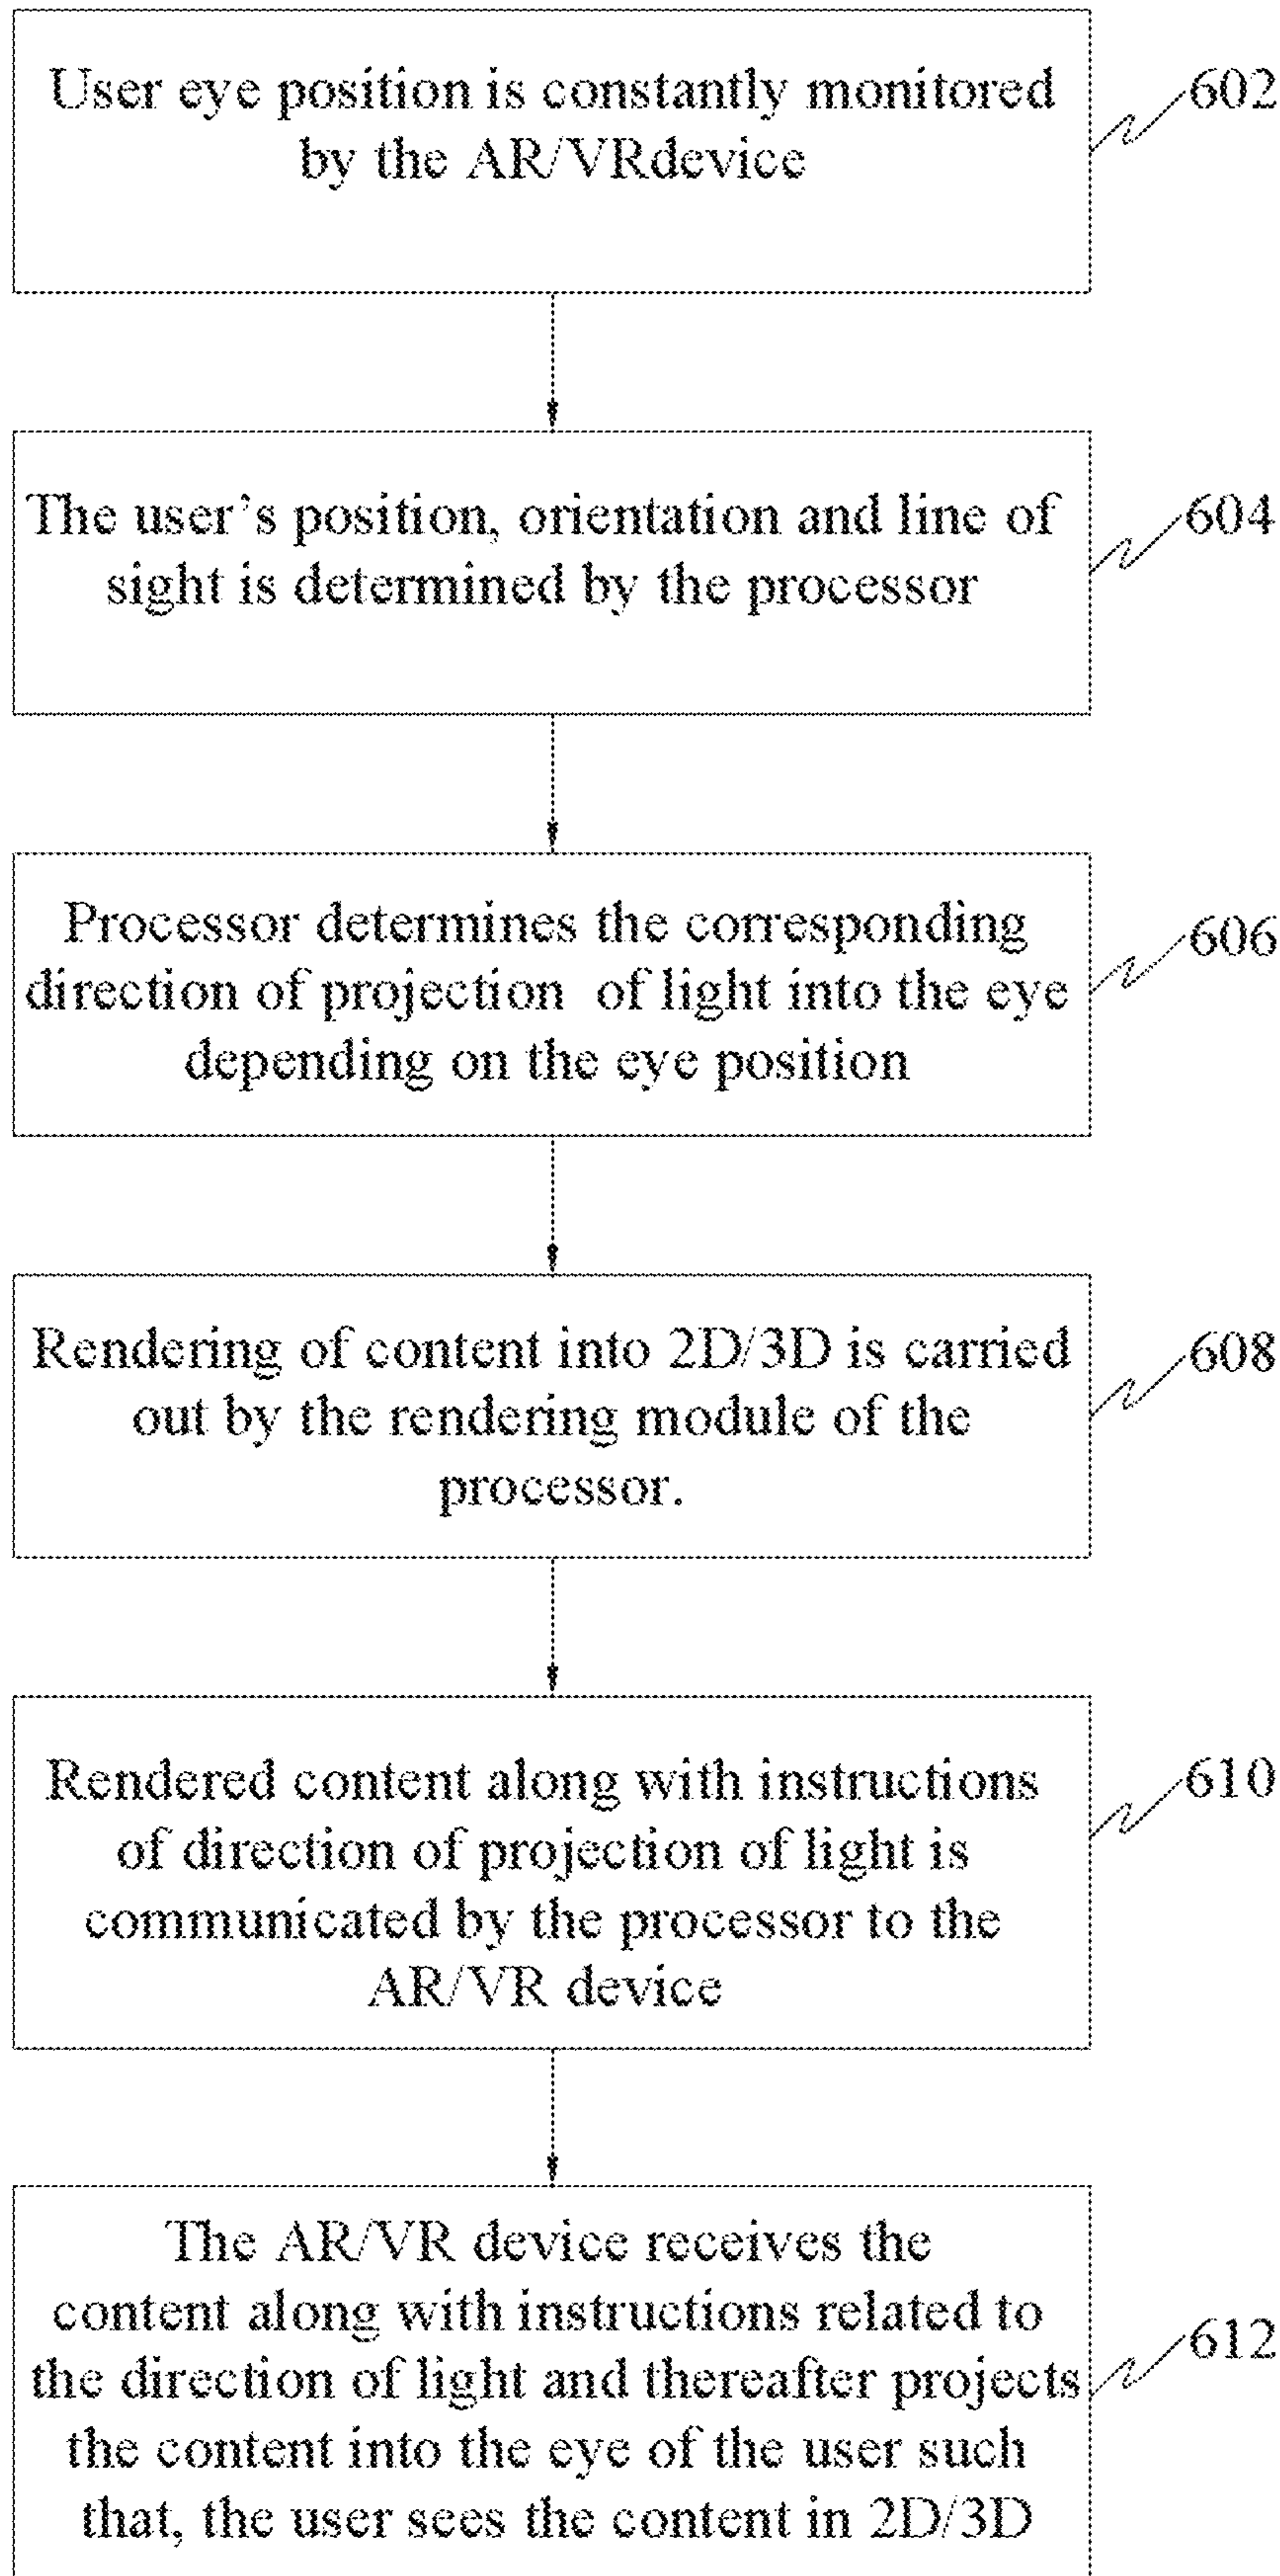 User eye position is constantly monitored
602
by the AR/VRdevice
The user's position, orientation and line of
604
sight is determined by the processor
Processor determines the corresponding
606
direction of projection of light into the eye
depending on the eye position
Rendering of content into 2D/3D is carried
608
out by the rendering module of the
processor.
Rendered content along with instructions
610
of direction of projection of light is
communicated by the processor to the
AR/VR device
The AR/VR device receives the
content along with instructions related to
612
the direction of light and thereafter projects
the content into the eye of the user such
that, the user sees the content in 2D/3D